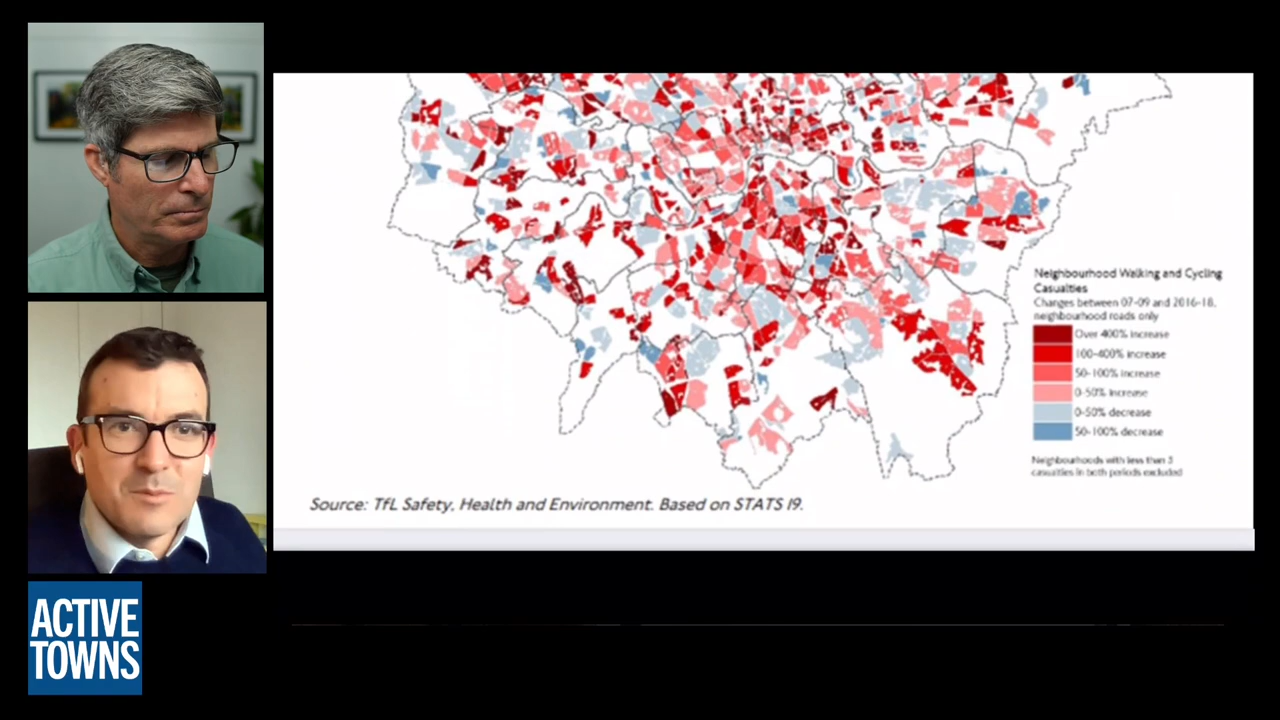 Neighbourhood Walking and Cycling
Casualties
Changes between 07-09 and 2016-18,
neighbourhood roads only
Over 400% increase
100-400% increase
50-100% increase
0-50% increase
0-50% decrease
50-100% decrease
Neighbourhoods with less than 5
casualties in both periods excluded
Source: TfL Safety, Health and Environment. Based on STATS 19.
ACTIVE
TOWNS